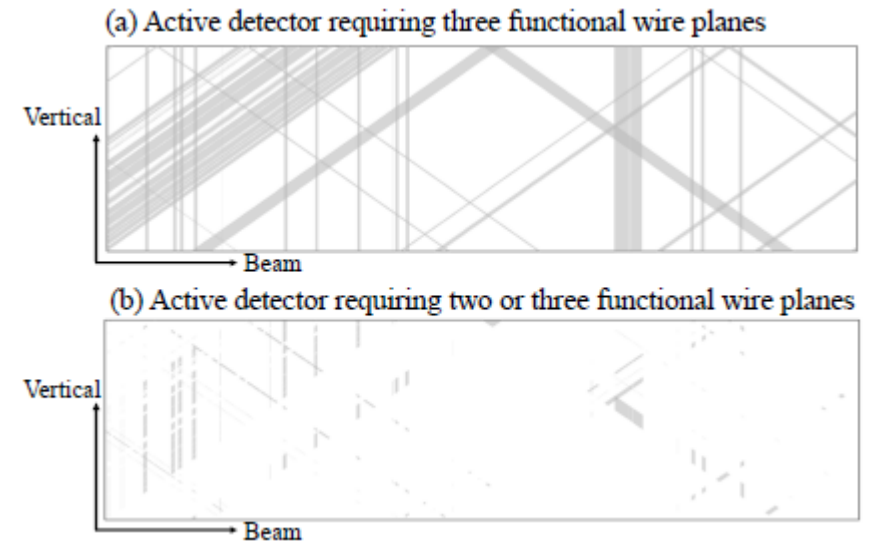 (a) Active detector requiring three functional wire planes
Vertical
Beam
(b) Active detector requiring two or three functional wire planes
Vertical
Beam